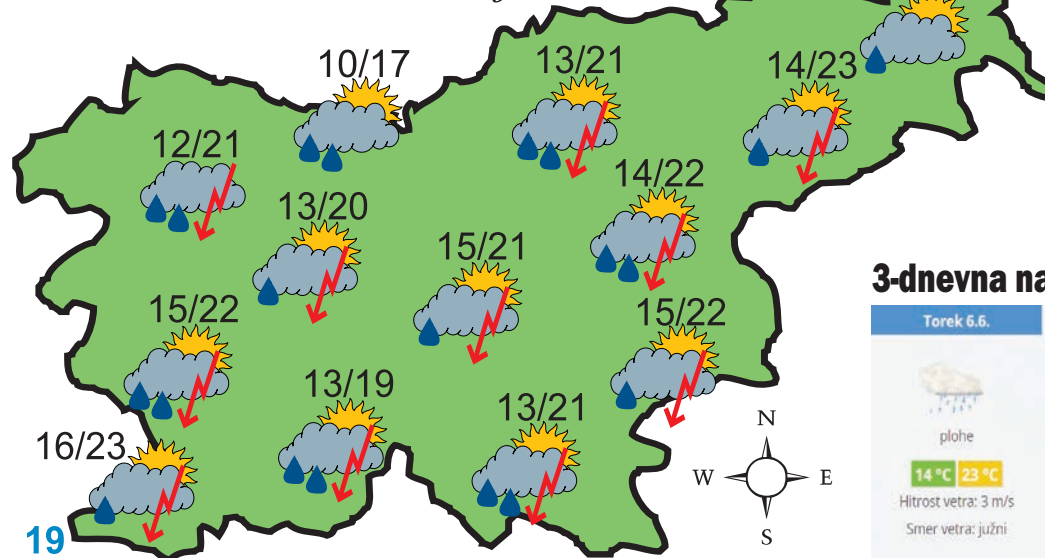 10/17
13/21
14/23
12/21
14/22
13/20
15/21
15/22
15/22
13/19
13/21
16/23
19
N
W E
S
3-dnevna na
Torek 6.6.
plohe
14 °C 23 °C
Hitrost vetra: 3 m/s
Smer vetra: južni